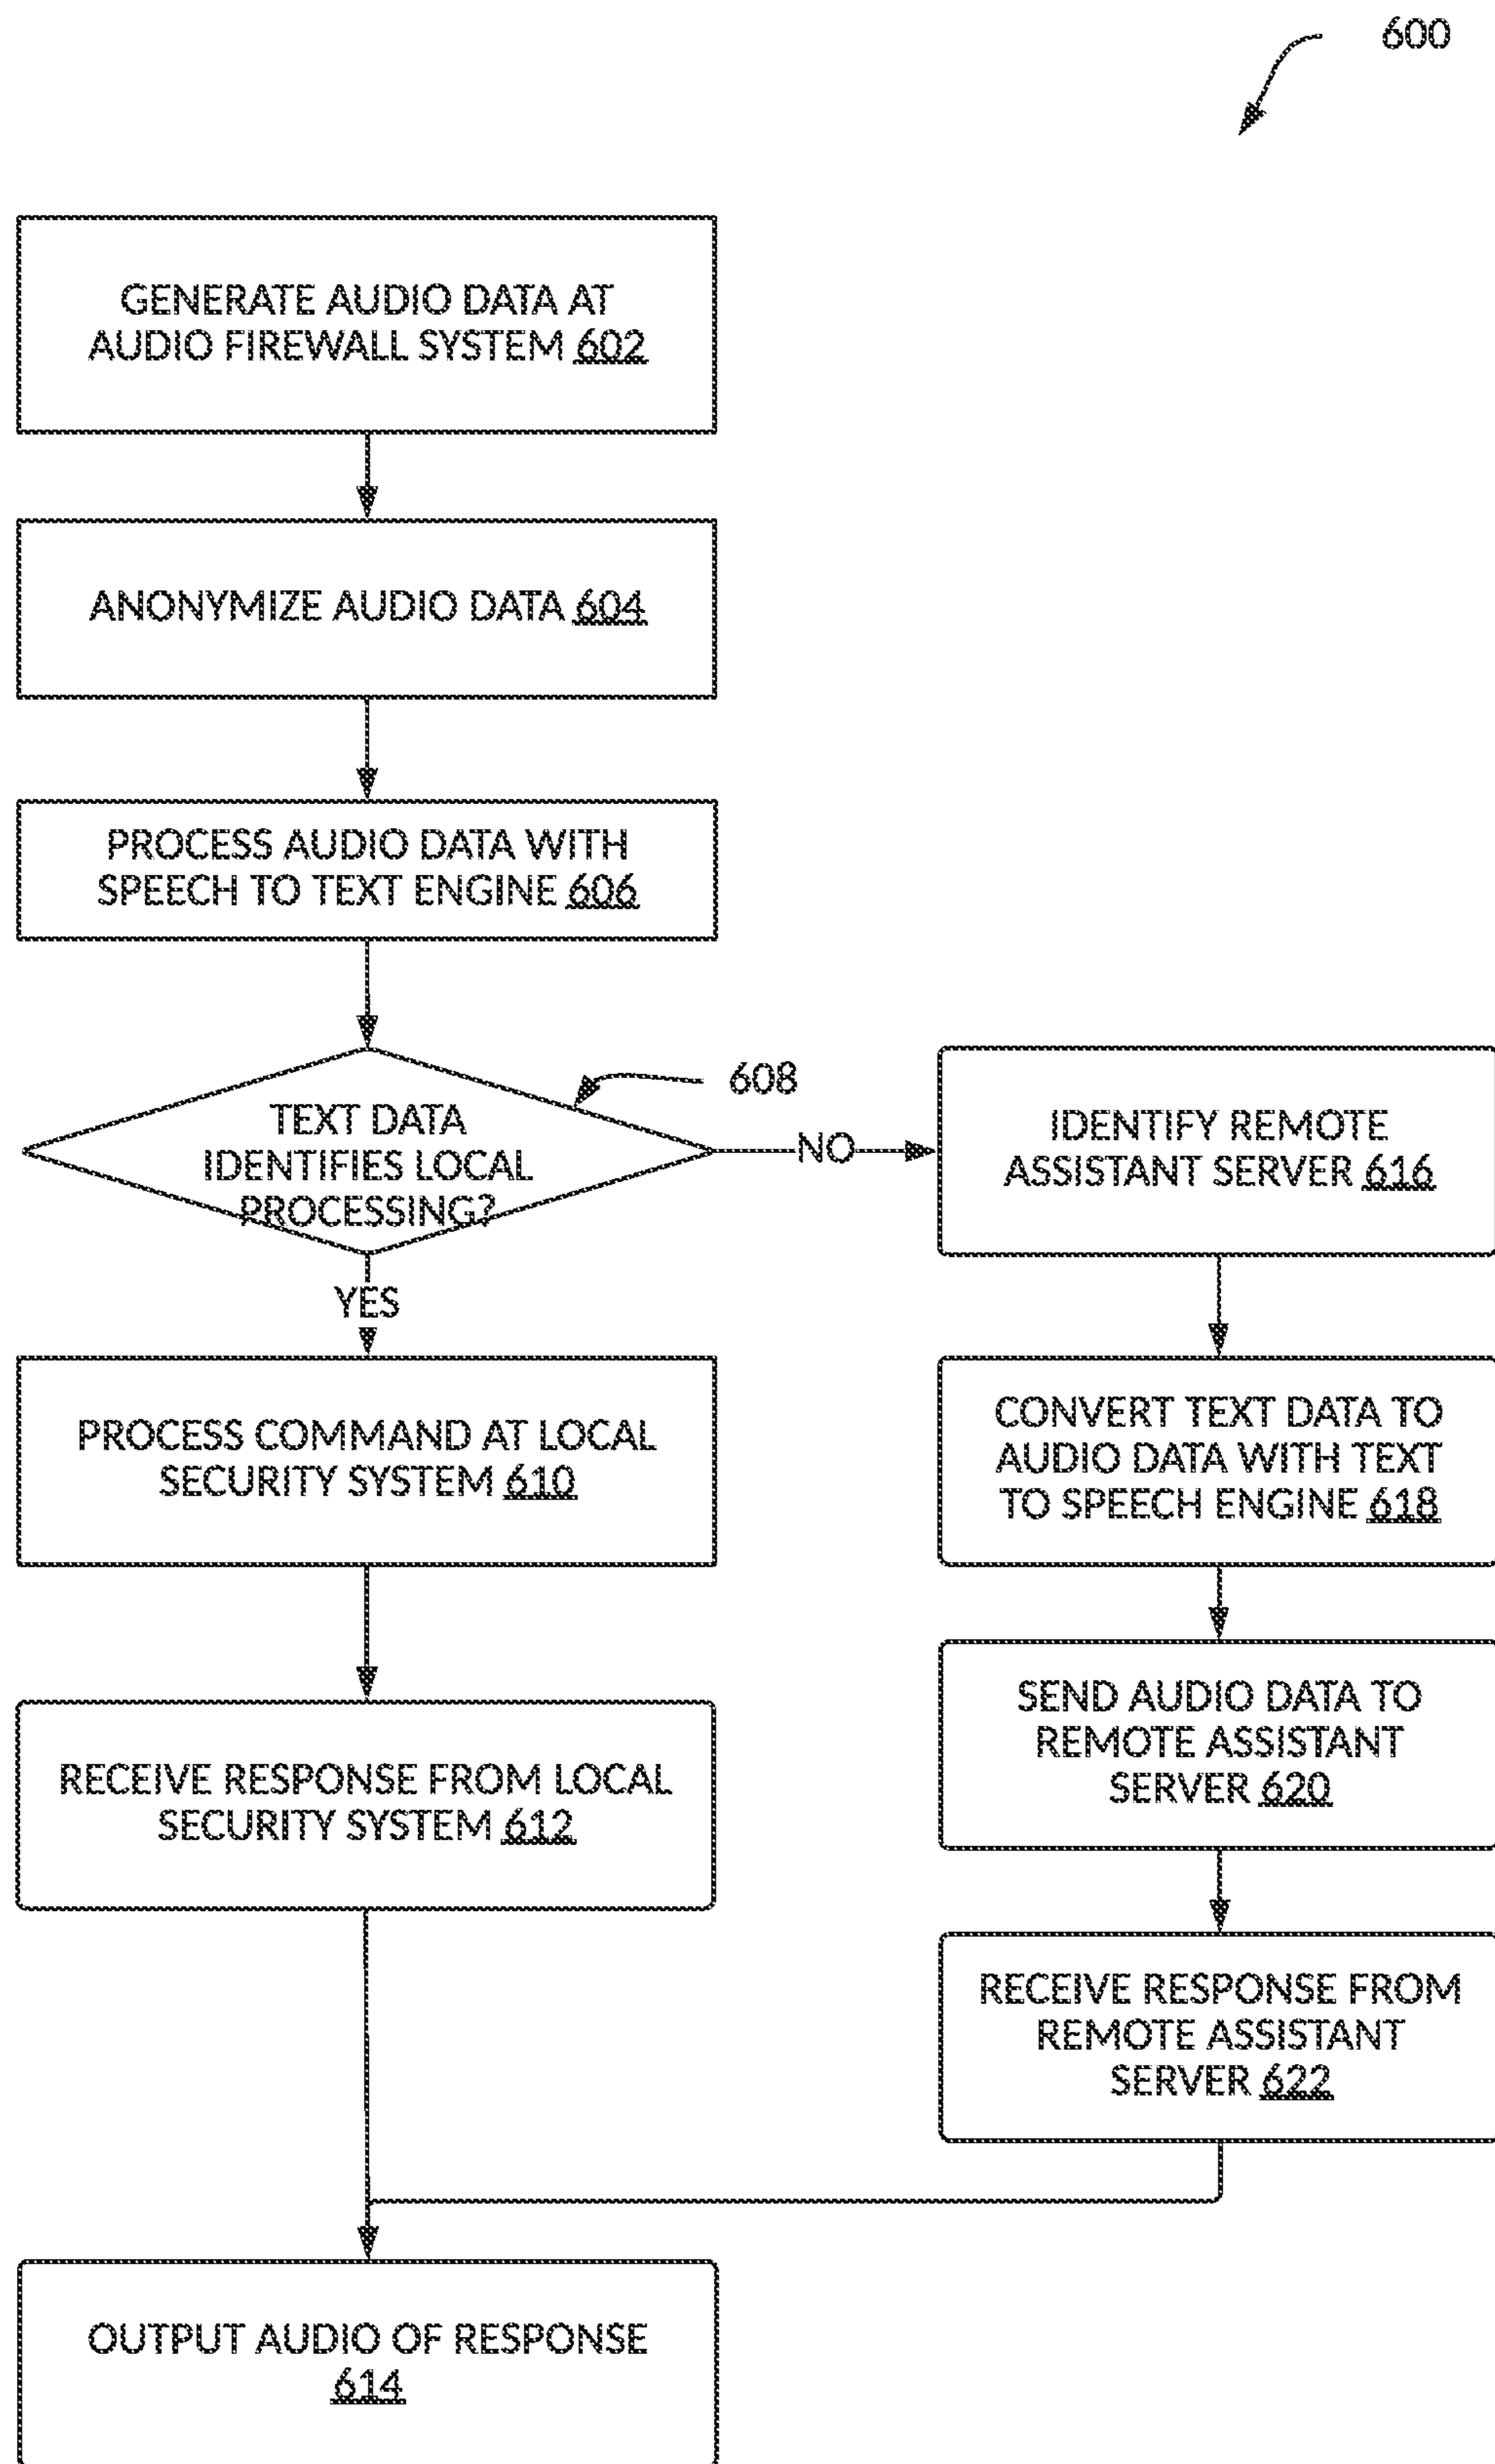 600
GENERATE AUDIO DATA AT
AUDIO FIREWALL SYSTEM 602
ANONYMIZE AUDIO DATA 604
PROCESS AUDIO DATA WITH
SPEECH TO TEXT ENGINE 606
608
TEXT DATA
IDENTIFIES LOCAL
PROCESSING?
NO
YES
IDENTIFY REMOTE
ASSISTANT SERVER 616
PROCESS COMMAND AT LOCAL
SECURITY SYSTEM 610
CONVERT TEXT DATA TO
AUDIO DATA WITH TEXT
TO SPEECH ENGINE 618
RECEIVE RESPONSE FROM LOCAL
SECURITY SYSTEM 612
SEND AUDIO DATA TO
REMOTE ASSISTANT
SERVER 620
RECEIVE RESPONSE FROM
REMOTE ASSISTANT
SERVER 622
OUTPUT AUDIO OF RESPONSE
614